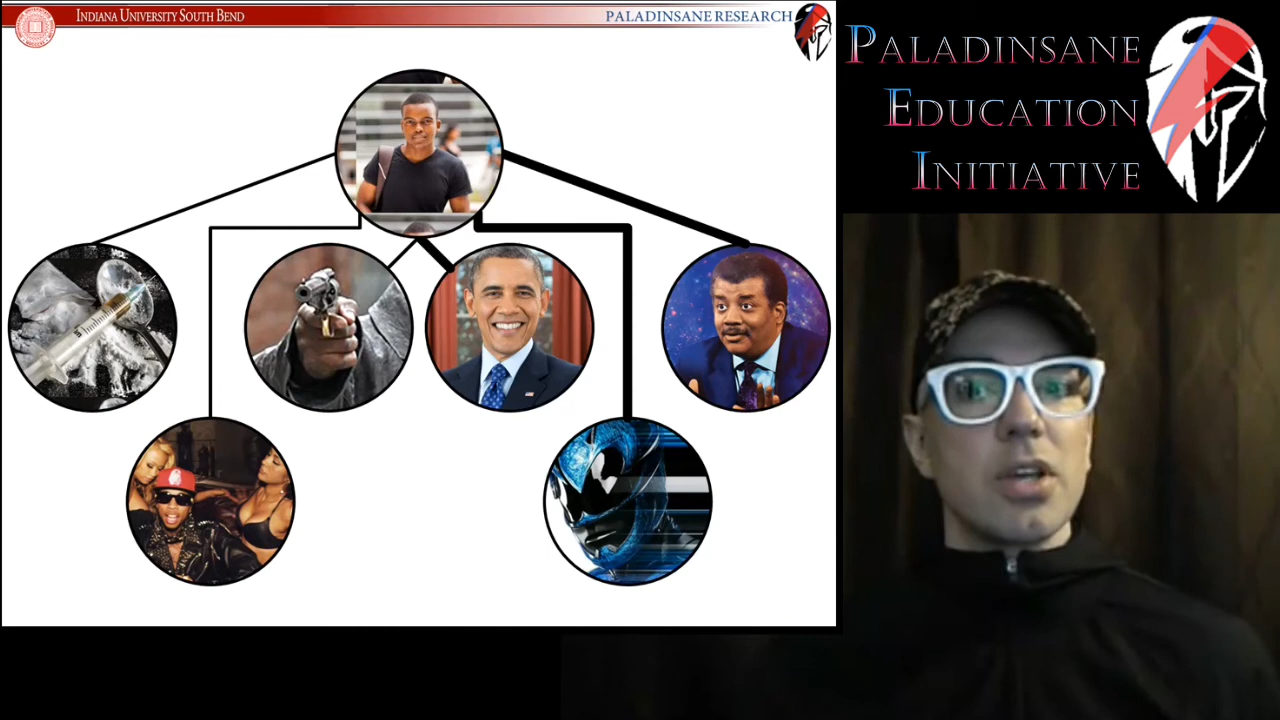 INDIANA UNIVERSITY SOUTH BEND
PALADINSANE RESEARCH
PALADINSANE
EDUCATION
INITIATIVE